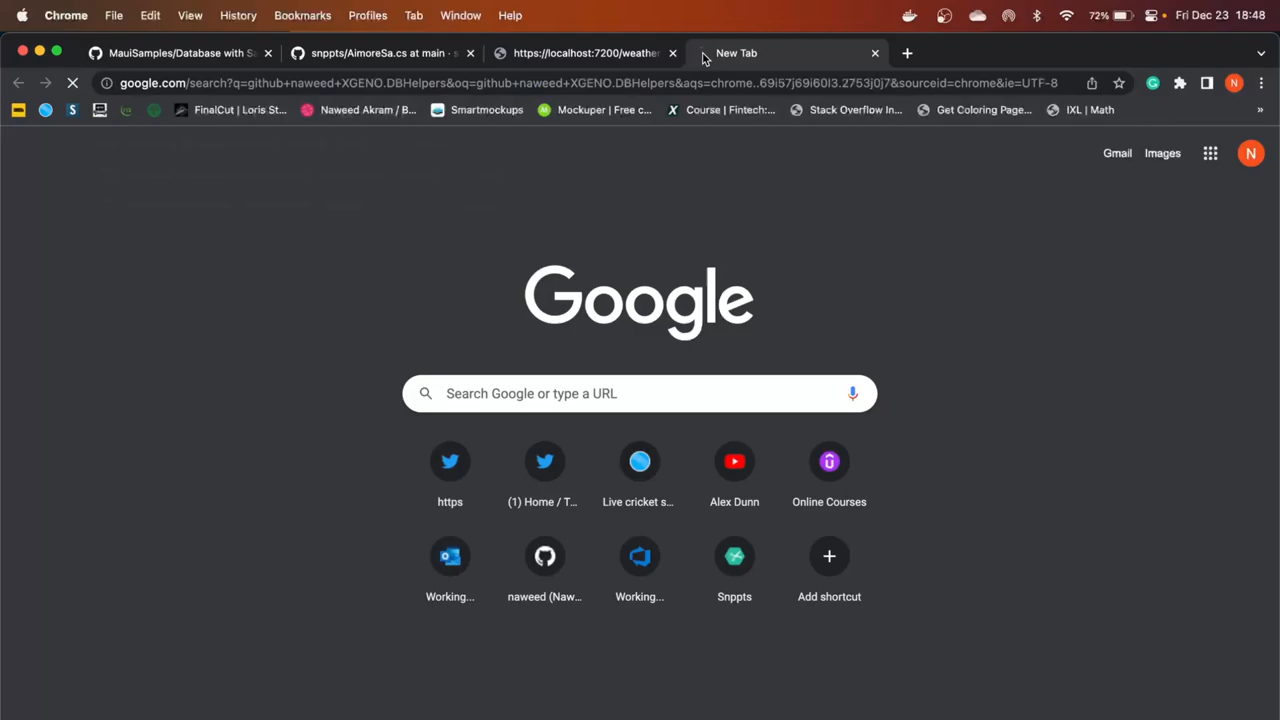 Chrome File Edit View History Bookmarks Profiles Tab Window Help 72% Fri Dec 23 18:48
MauiSamples/Database with Sa snppts/AimoreSa.cs at main · s https://localhost:7200/weather New Tab
google.com/search?q=github+naweed+XGENO.DBHelpers&oq=github+naweed+XGENO.DBHelpers&aqs=chrome..69i57j69i60l3.2753j0j7&sourceid=chrome&ie=UTF-8 N
FinalCut | Loris St... Naweed Akram / B... Smartmockups Mockuper | Free c... Course | Fintech:... Stack Overflow In... Get Coloring Page... IXL | Math »
Gmail Images N
Google
Search Google or type a URL
https (1) Home / T... Live cricket s... Alex Dunn Online Courses
Working... naweed (Naw... Working... Snppts Add shortcut